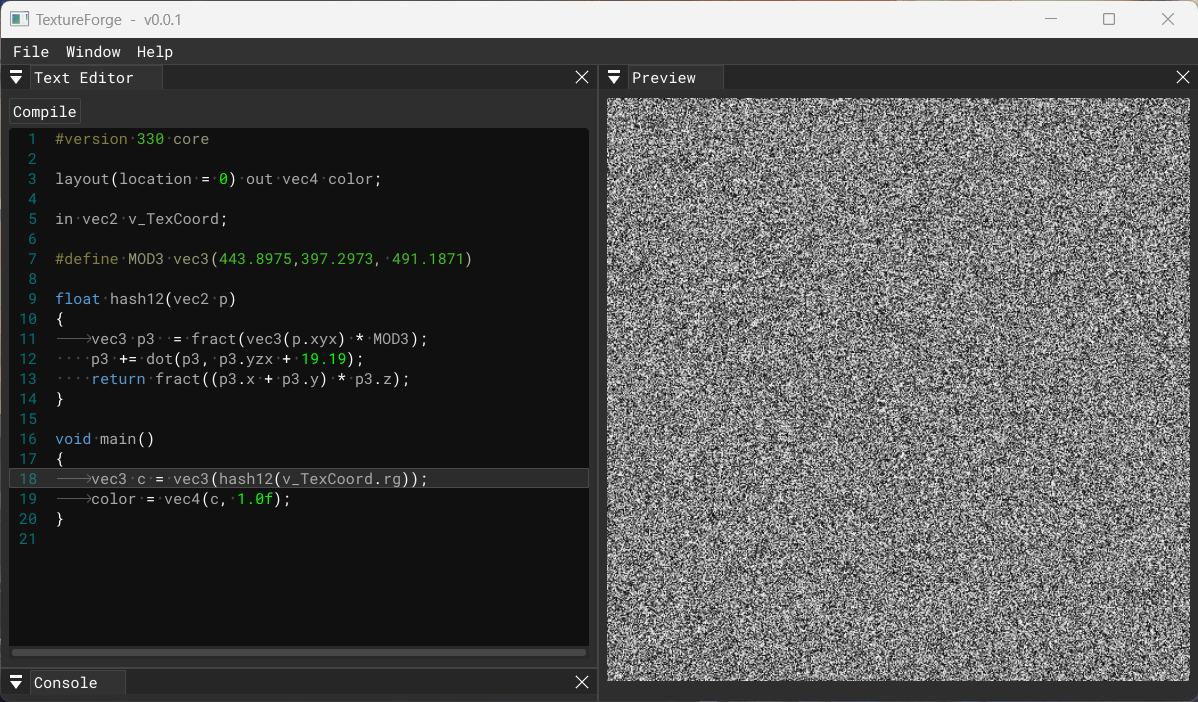 TextureForge - v0.0.1
File Window Help
Text Editor
Compile
1 #version 330 core
2
3 layout(location = 0) out vec4 color;
4
5 in vec2 v_TexCoord;
6
7 #define MOD3 vec3(443.8975,397.2973, 491.1871)
8
9 float hash12(vec2 p)
10 {
11 vec3 p3  = fract(vec3(p.xyx) * MOD3);
12 p3 += dot(p3, p3.yzx + 19.19);
13 return fract((p3.x + p3.y) * p3.z);
14 }
15
16 void main()
17 {
18 vec3 c = vec3(hash12(v_TexCoord.rg));
19 color = vec4(c, 1.0f);
20 }
21
Console
Preview